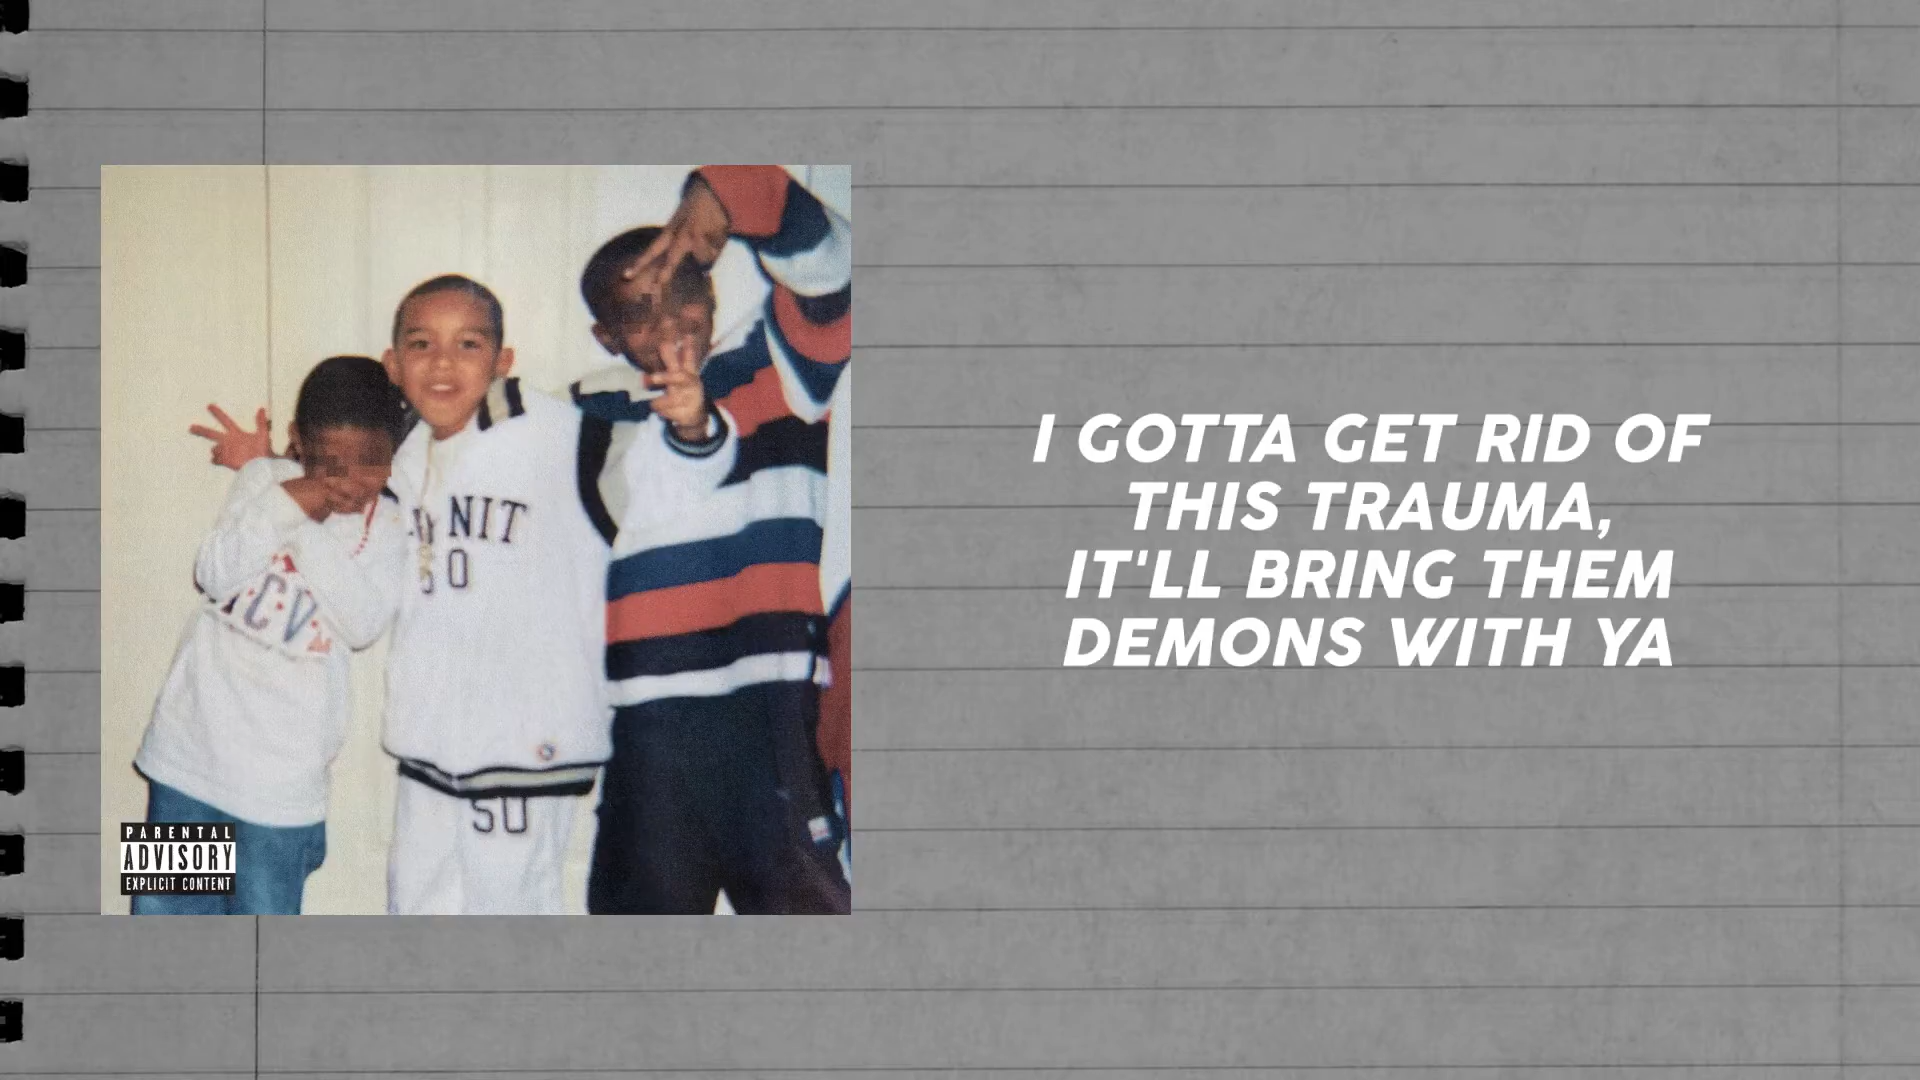 NIT
50
50
PARENTAL
ADVISORY
EXPLICIT CONTENT
I GOTTA GET RID OF
THIS TRAUMA,
IT'LL BRING THEM
DEMONS WITH YA